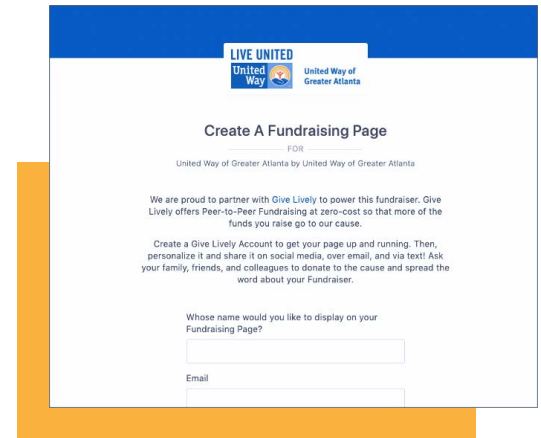 LIVE UNITED
United
Way
United Way of
Greater Atlanta
Create A Fundraising Page
FOR
United Way of Greater Atlanta by United Way of Greater Atlanta
We are proud to partner with Give Lively to power this fundraiser. Give
Lively offers Peer-to-Peer Fundraising at zero-cost so that more of the
funds you raise go to our cause.
Create a Give Lively Account to get your page up and running. Then,
personalize it and share it on social media, over email, and via text! Ask
your family, friends, and colleagues to donate to the cause and spread the
word about your Fundraiser.
Whose name would you like to display on your
Fundraising Page?
Email